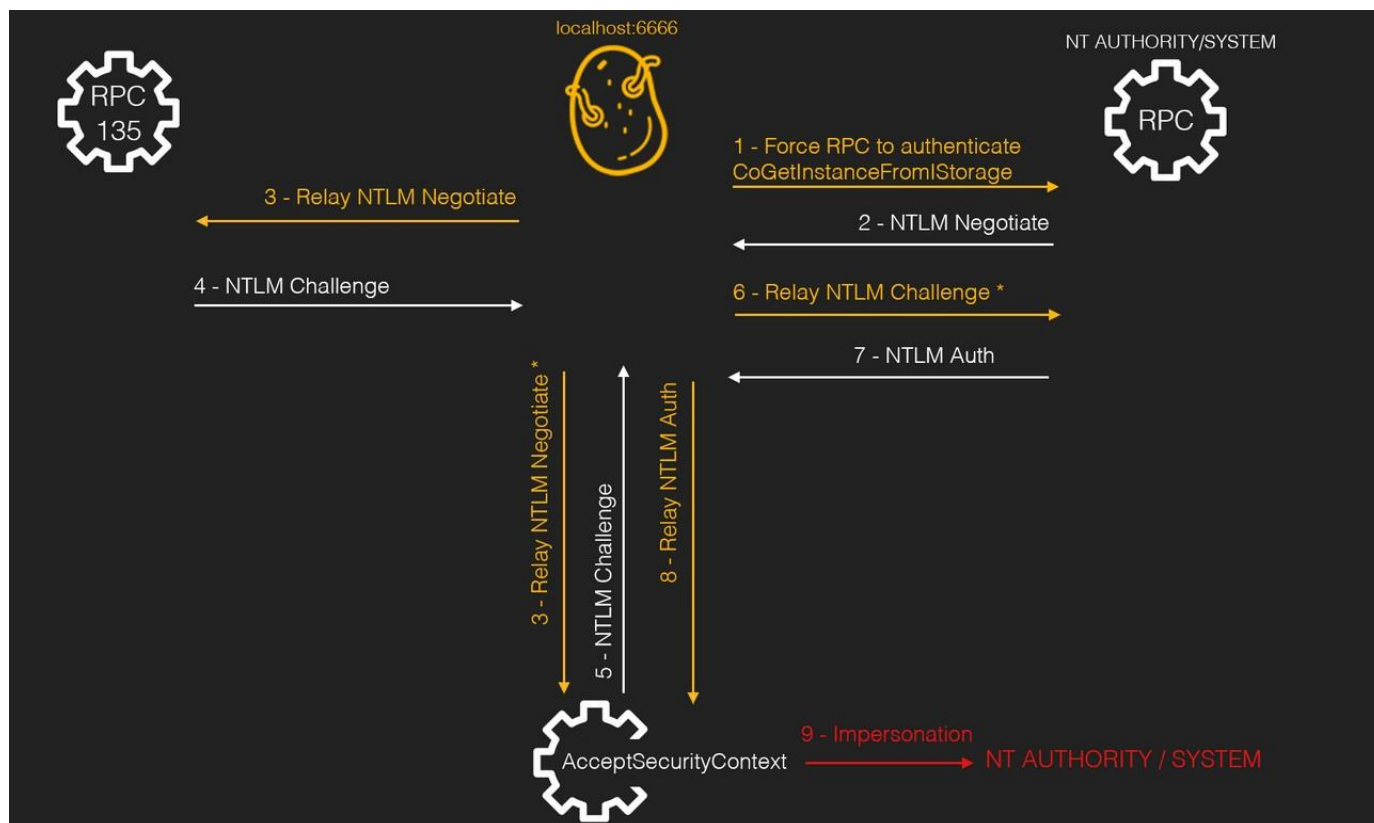 localhost:6666
NT AUTHORITY/SYSTEM
RPC
135
RPC
1 - Force RPC to authenticate
CoGetInstanceFromIStorage
3 - Relay NTLM Negotiate
2 - NTLM Negotiate
4 - NTLM Challenge
6 - Relay NTLM Challenge *
7 - NTLM Auth
3 - Relay NTLM Negotiate *
5 - NTLM Challenge
8 - Relay NTLM Auth
AcceptSecurityContext
9 - Impersonation
NT AUTHORITY / SYSTEM